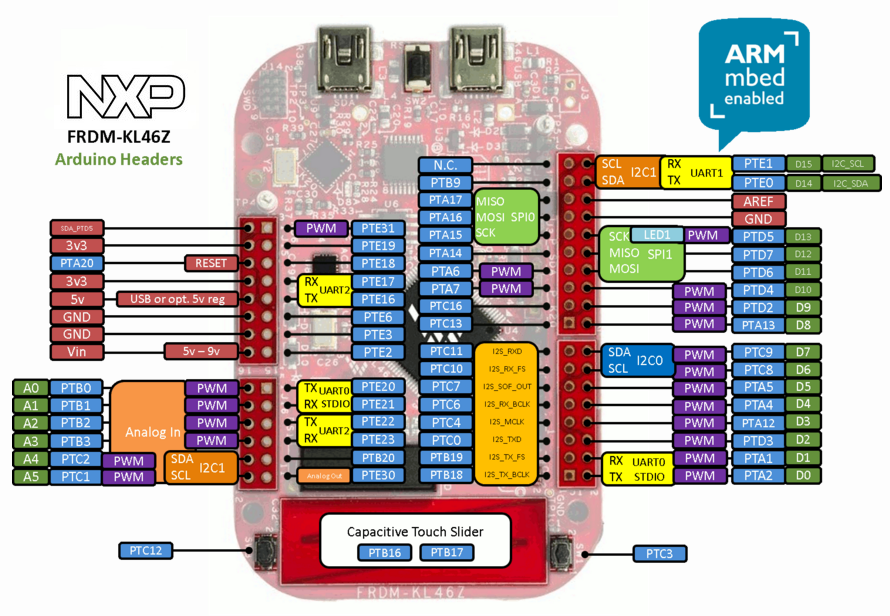 NXP
FRDM-KL46Z
Arduino Headers
ARM
mbed
enabled
N.C. SCL I2C1 RX UART1 PTE1 D15 I2C_SCL
PTB9 SDA TX PTE0 D14 I2C_SDA
PTA17 MISO AREF
PTA16 MOSI SPI0 GND
SDA_PTD5 PWM PTE31 PTA15 SCK SCK LED1 PWM PTD5 D13
3v3 PTE19 PTA14 MISO SPI1 PTD7 D12
PTA20 RESET PTE18 PTA6 PWM MOSI PTD6 D11
3v3 RX UART2 PTE17 PTA7 PWM PWM PTD4 D10
5v USB or opt. 5v reg TX PTE16 PTC16 PWM PTD2 D9
GND PTE6 PTC13 PWM PTA13 D8
GND PTE3
Vin 5v – 9v PTE2 PTC11 I2S_RXD SDA I2C0 PWM PTC9 D7
PTC10 I2S_RX_FS SCL PWM PTC8 D6
A0 PTB0 Analog In PWM TX UART0 PTE20 PTC7 I2S_SOF_OUT PWM PTA5 D5
A1 PTB1 PWM RX STDIO PTE21 PTC6 I2S_RX_BCLK PWM PTA4 D4
A2 PTB2 PWM TX UART2 PTE22 PTC4 I2S_MCLK PWM PTA12 D3
A3 PTB3 PWM RX PTE23 PTC0 I2S_TXD PWM PTD3 D2
A4 PTC2 PWM SDA I2C1 PTB20 PTB19 I2S_TX_FS RX UART0 PWM PTA1 D1
A5 PTC1 PWM SCL Analog Out PTE30 PTB18 I2S_TX_BCLK TX STDIO PWM PTA2 D0
Capacitive Touch Slider
PTB16 PTB17
PTC12 PTC3
FRDM-KL46Z